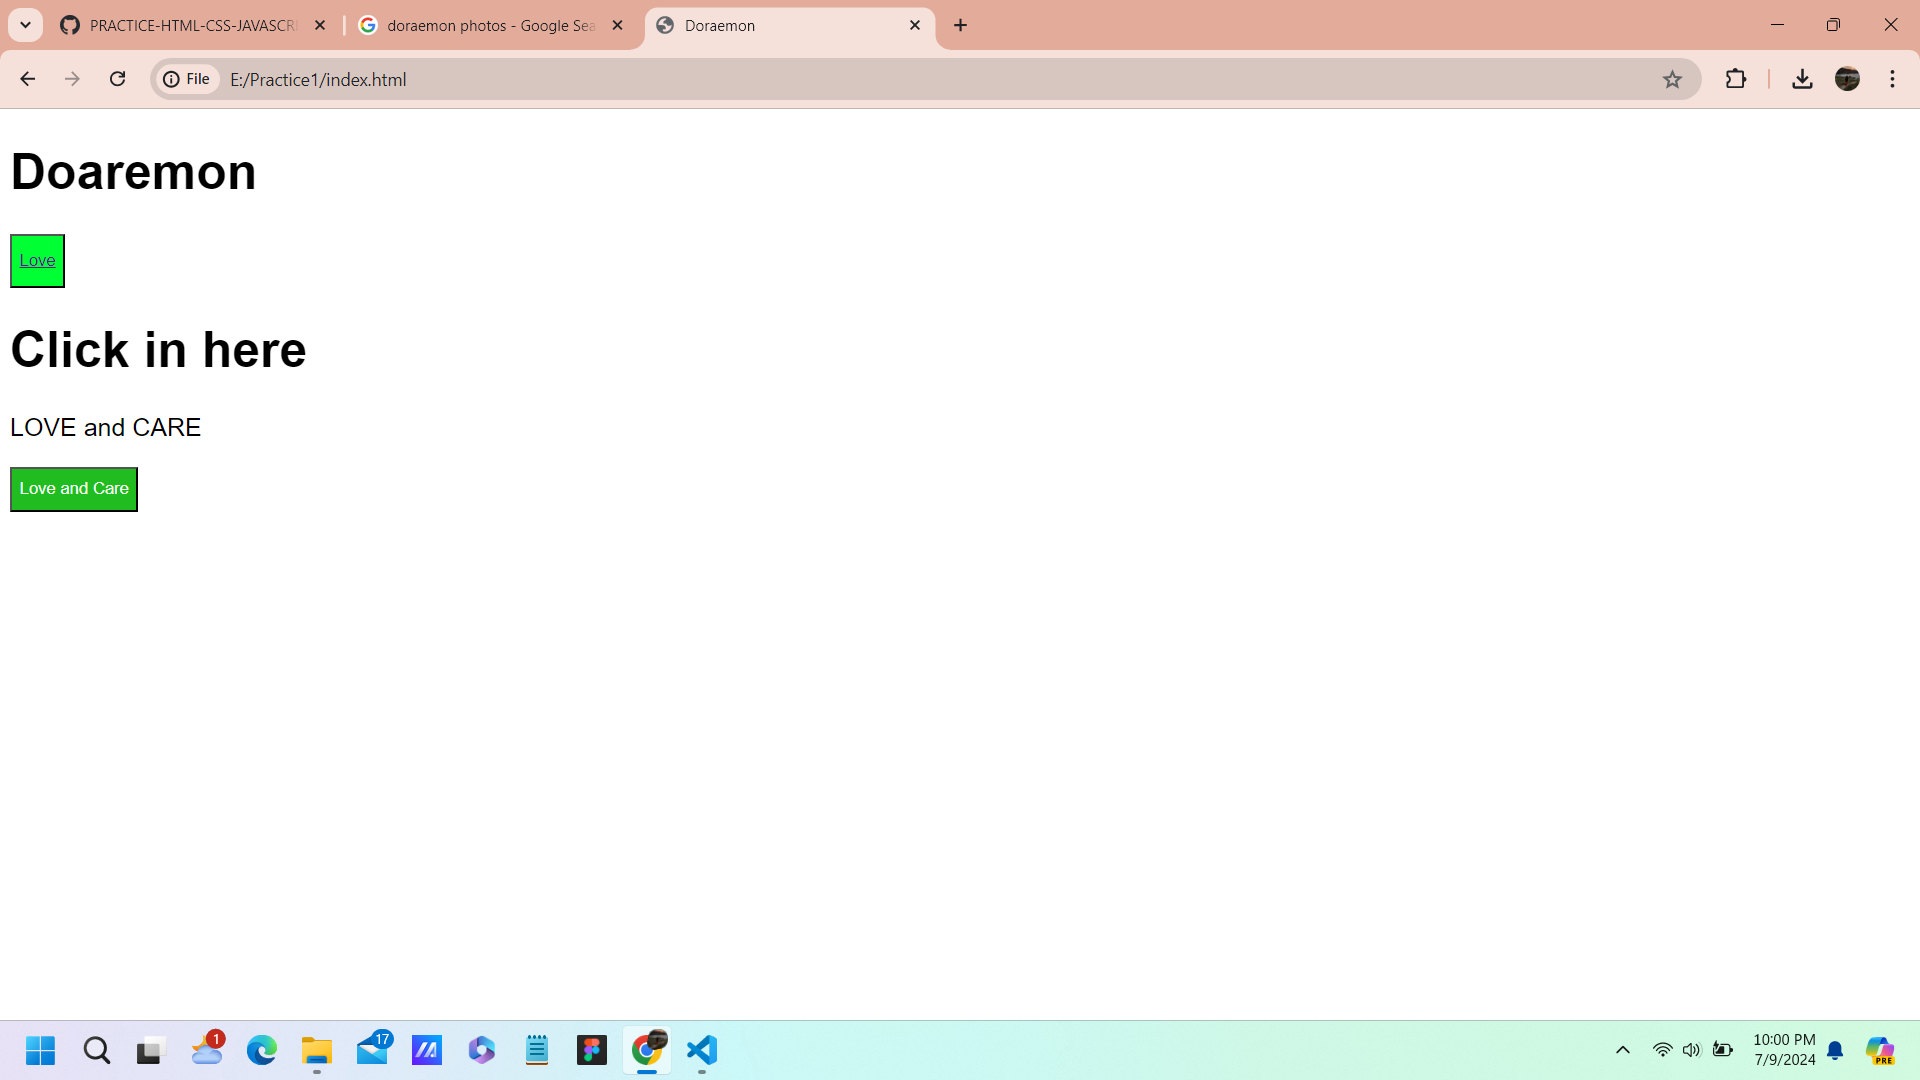 PRACTICE-HTML-CSS-JAVASCRI
doraemon photos - Google Sea
Doraemon
File
E:/Practice1/index.html
Doaremon
Love
Click in here
LOVE and CARE
Love and Care
1
17
10:00 PM
7/9/2024
PRE